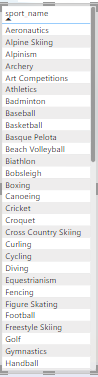 sport_name
Aeronautics
Alpine Skiing
Alpinism
Archery
Art Competitions
Athletics
Badminton
Baseball
Basketball
Basque Pelota
Beach Volleyball
Biathlon
Bobsleigh
Boxing
Canoeing
Cricket
Croquet
Cross Country Skiing
Curling
Cycling
Diving
Equestrianism
Fencing
Figure Skating
Football
Freestyle Skiing
Golf
Gymnastics
Handball